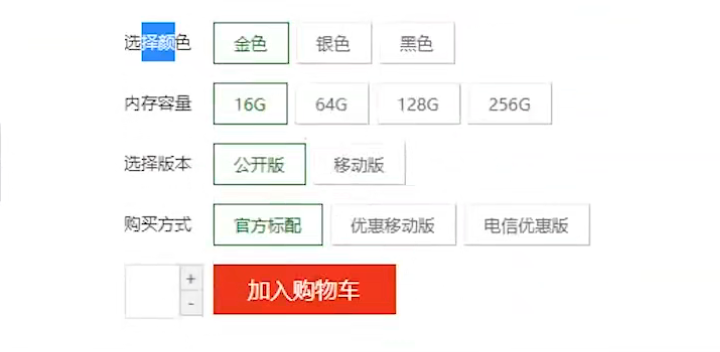 选择颜色 金色 银色 黑色
内存容量 16G 64G 128G 256G
选择版本 公开版 移动版
购买方式 官方标配 优惠移动版 电信优惠版
+
-
加入购物车